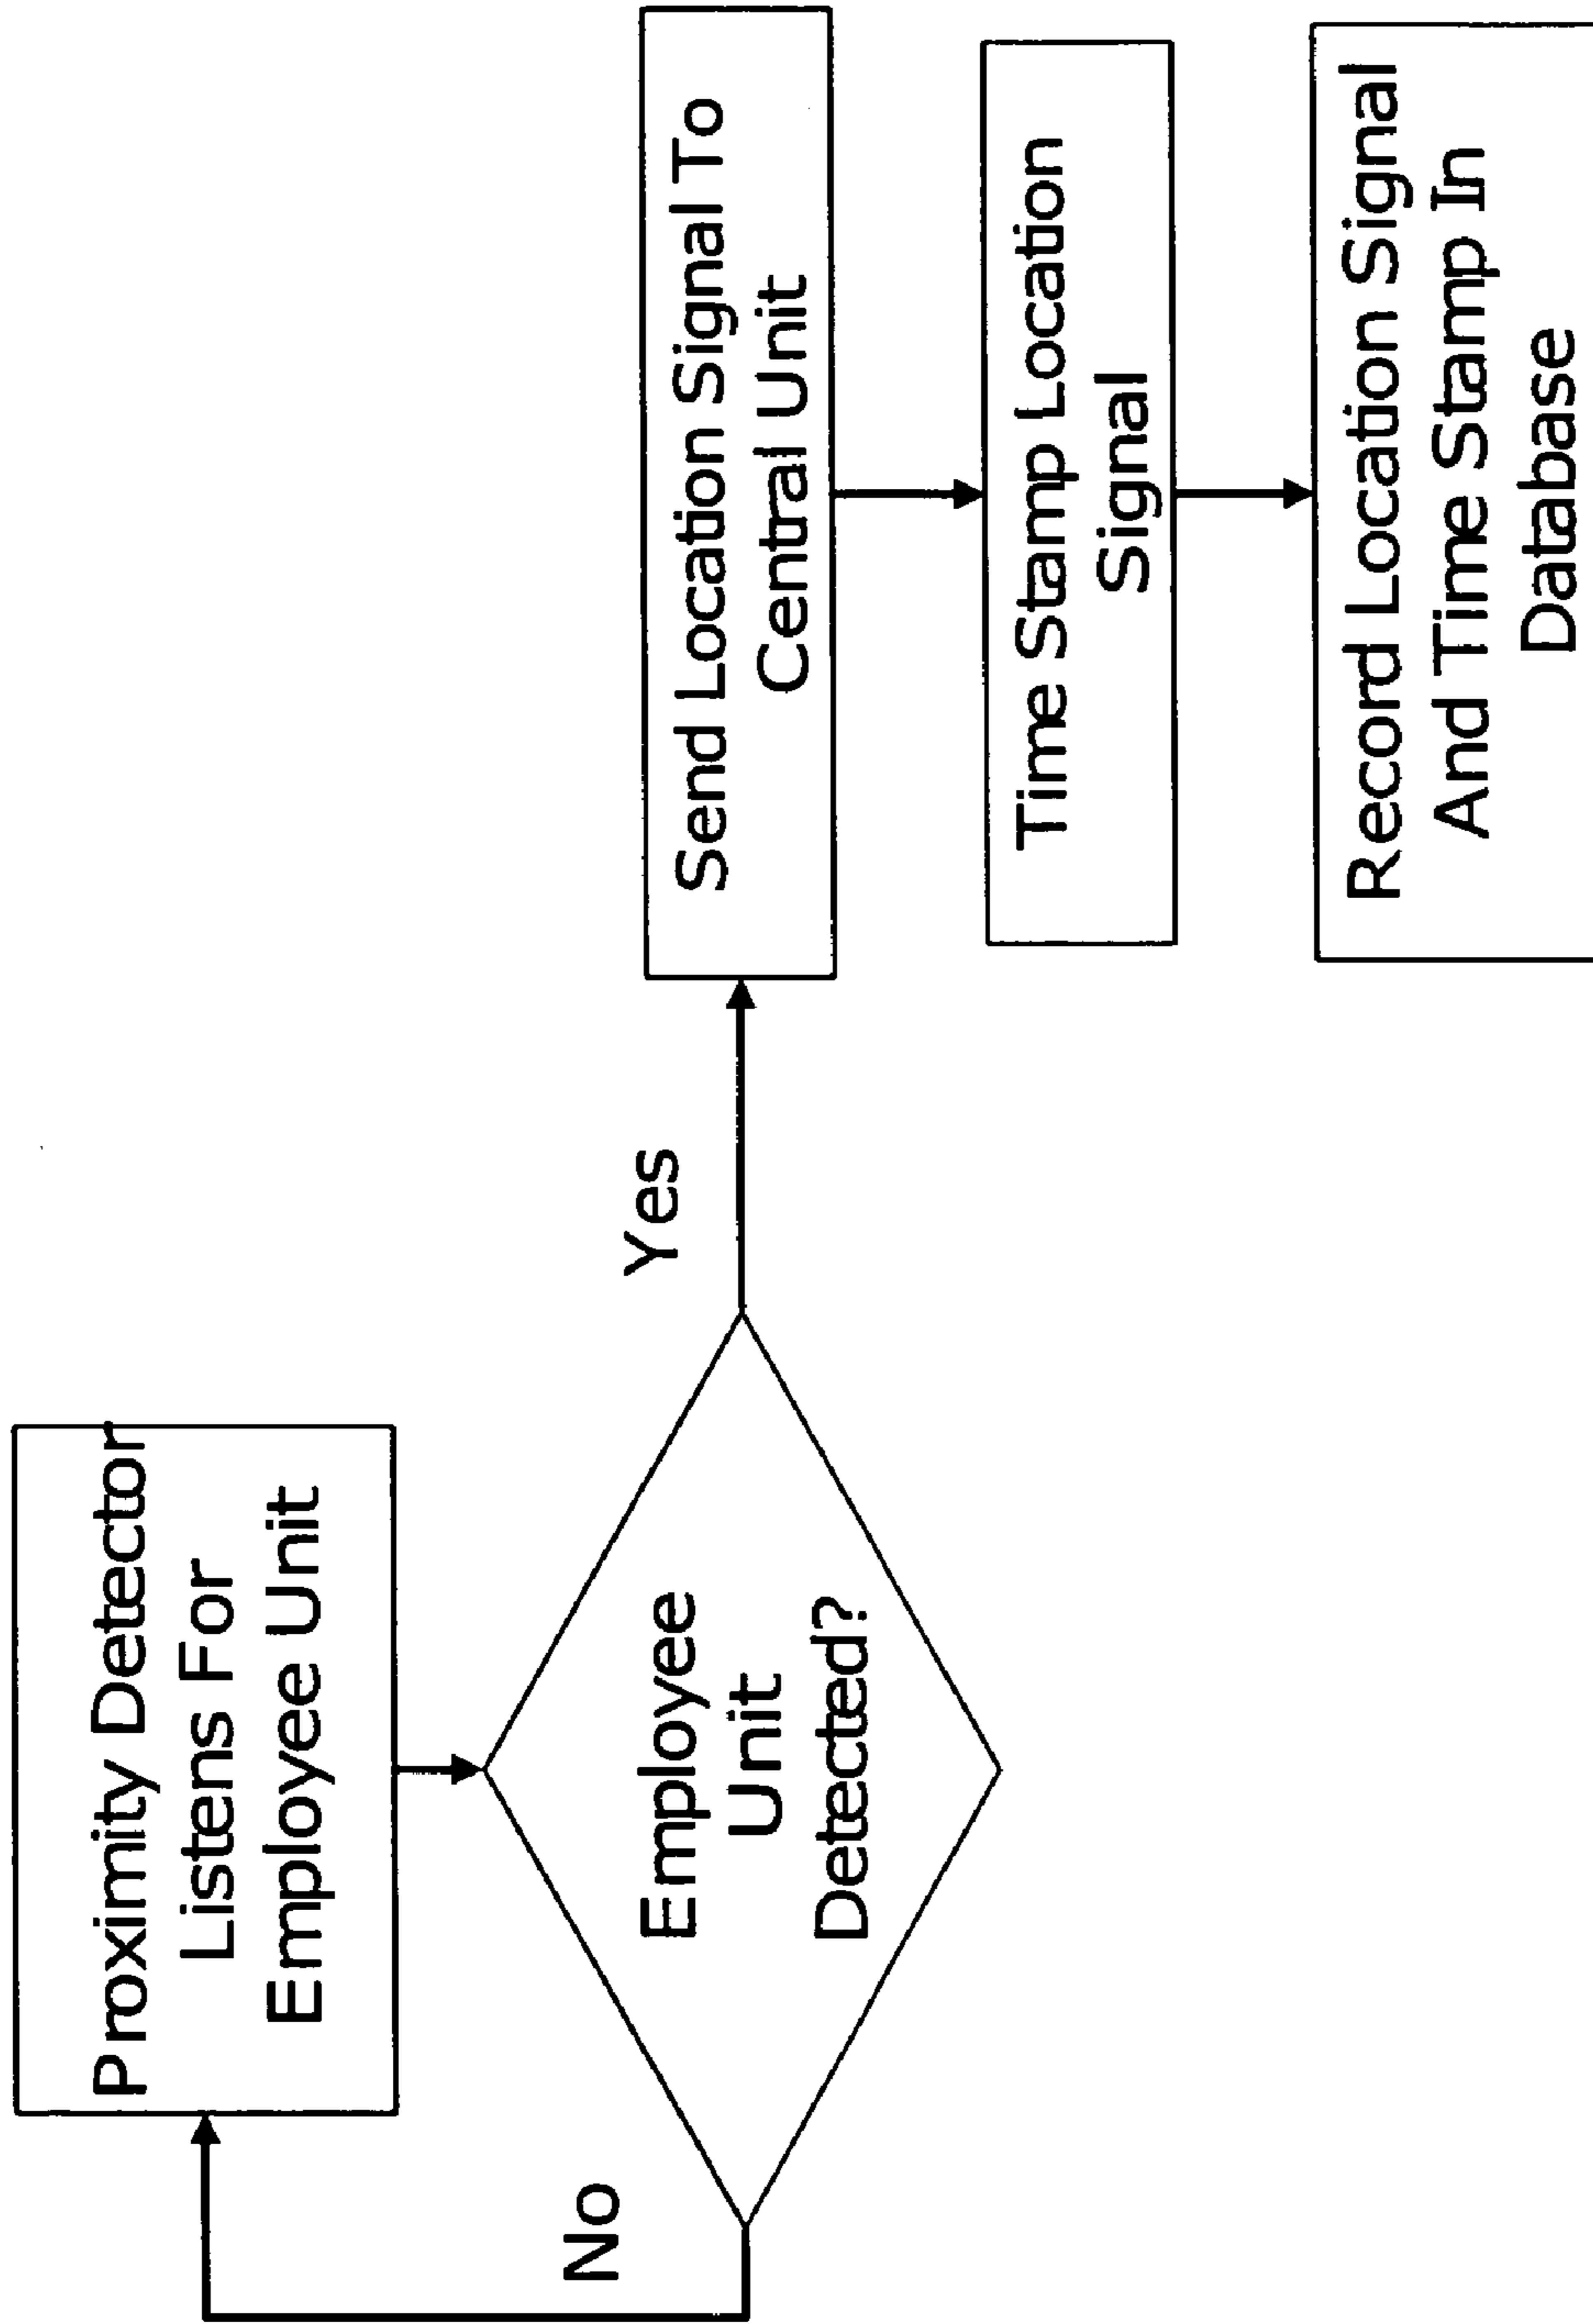 Proximity Detector
Listens For
Employee Unit
No
Employee
Unit
Detected?
Yes
Send Location Signal To
Central Unit
Time Stamp Location
Signal
Record Location Signal
And Time Stamp In
Database